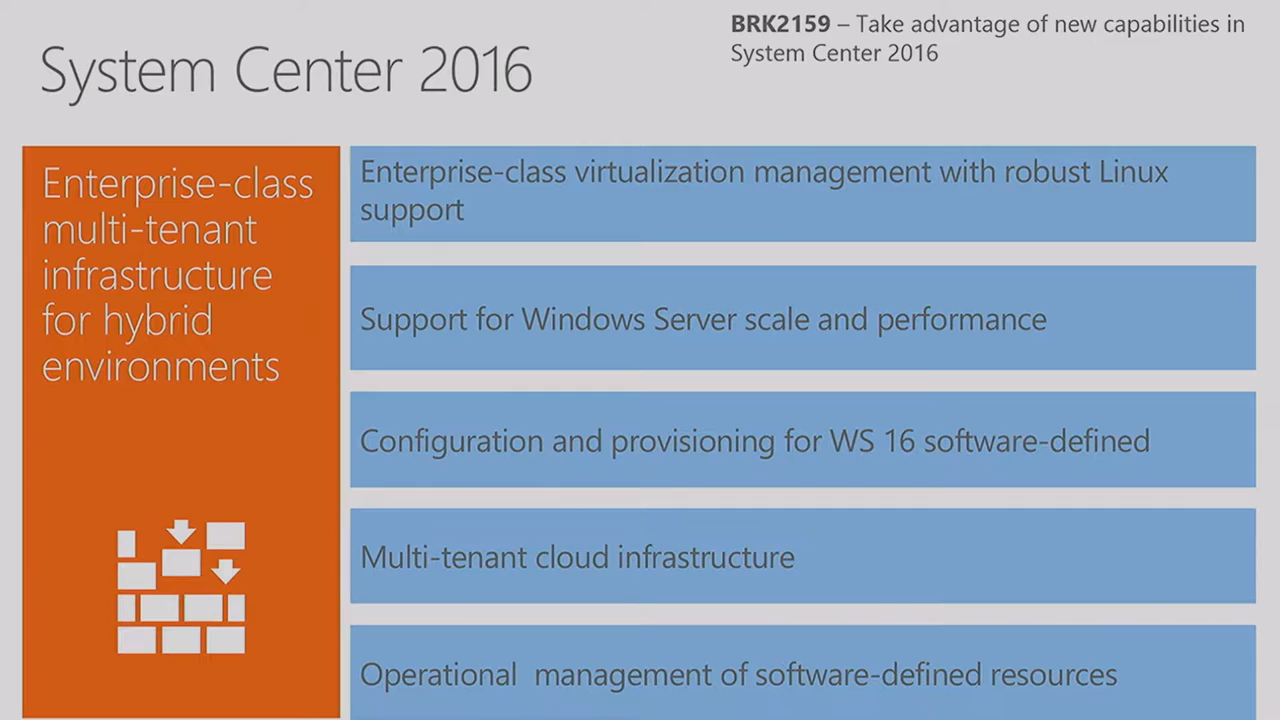 System Center 2016
BRK2159 – Take advantage of new capabilities in
System Center 2016
Enterprise-class
multi-tenant
infrastructure
for hybrid
environments
Enterprise-class virtualization management with robust Linux
support
Support for Windows Server scale and performance
Configuration and provisioning for WS 16 software-defined
Multi-tenant cloud infrastructure
Operational  management of software-defined resources